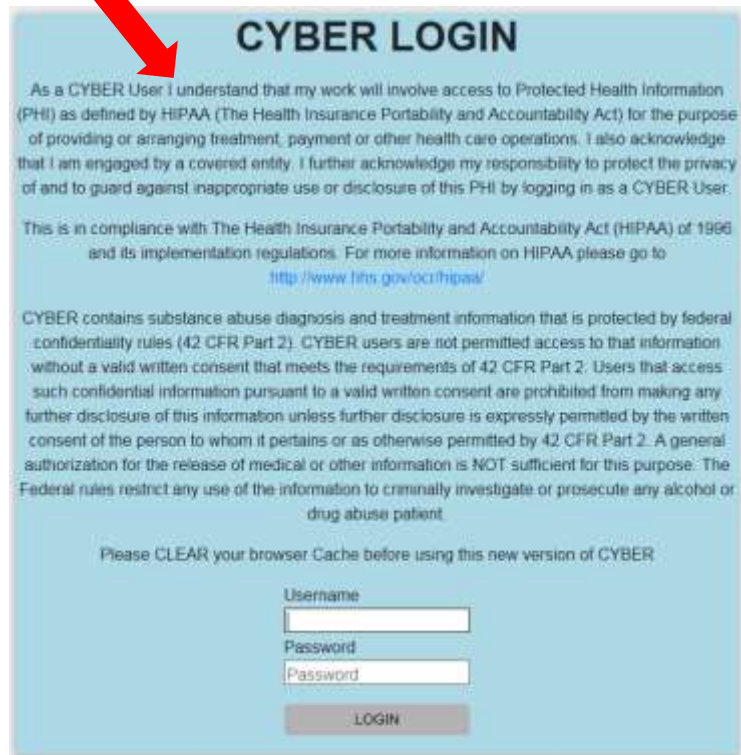 CYBER LOGIN
As a CYBER User I understand that my work will involve access to Protected Health Information
(PHI) as defined by HIPAA (The Health Insurance Portability and Accountability Act) for the purpose
of providing or arranging treatment, payment or other health care operations. I also acknowledge
that I am engaged by a covered entity. I further acknowledge my responsibility to protect the privacy
of and to guard against inappropriate use or disclosure of this PHI by logging in as a CYBER User.
This is in compliance with The Health Insurance Portability and Accountability Act (HIPAA) of 1996
and its implementation regulations. For more information on HIPAA please go to
http://www.hhs.gov/ocr/hipaa/
CYBER contains substance abuse diagnosis and treatment information that is protected by federal
confidentiality rules (42 CFR Part 2). CYBER users are not permitted access to that information
without a valid written consent that meets the requirements of 42 CFR Part 2. Users that access
such confidential information pursuant to a valid written consent are prohibited from making any
further disclosure of this information unless further disclosure is expressly permitted by the written
consent of the person to whom it pertains or as otherwise permitted by 42 CFR Part 2. A general
authorization for the release of medical or other information is NOT sufficient for this purpose. The
Federal rules restrict any use of the information to criminally investigate or prosecute any alcohol or
drug abuse patient.
Please CLEAR your browser Cache before using this new version of CYBER
Username
Password
Password
LOGIN